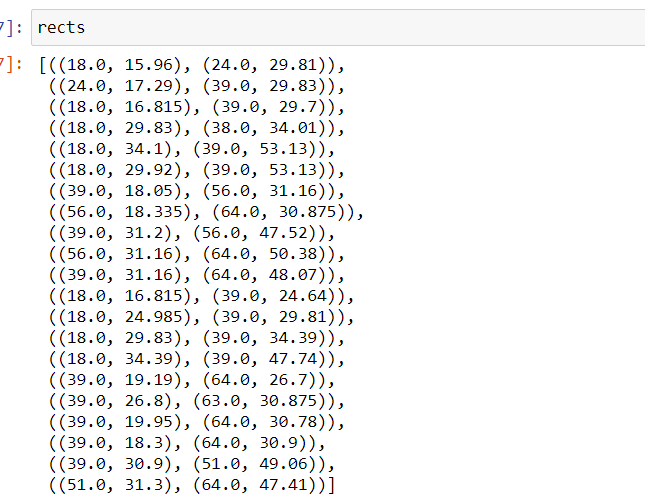 7]: rects
7]: [((18.0, 15.96), (24.0, 29.81)),
((24.0, 17.29), (39.0, 29.83)),
((18.0, 16.815), (39.0, 29.7)),
((18.0, 29.83), (38.0, 34.01)),
((18.0, 34.1), (39.0, 53.13)),
((18.0, 29.92), (39.0, 53.13)),
((39.0, 18.05), (56.0, 31.16)),
((56.0, 18.335), (64.0, 30.875)),
((39.0, 31.2), (56.0, 47.52)),
((56.0, 31.16), (64.0, 50.38)),
((39.0, 31.16), (64.0, 48.07)),
((18.0, 16.815), (39.0, 24.64)),
((18.0, 24.985), (39.0, 29.81)),
((18.0, 29.83), (39.0, 34.39)),
((18.0, 34.39), (39.0, 47.74)),
((39.0, 19.19), (64.0, 26.7)),
((39.0, 26.8), (63.0, 30.875)),
((39.0, 19.95), (64.0, 30.78)),
((39.0, 18.3), (64.0, 30.9)),
((39.0, 30.9), (51.0, 49.06)),
((51.0, 31.3), (64.0, 47.41))]